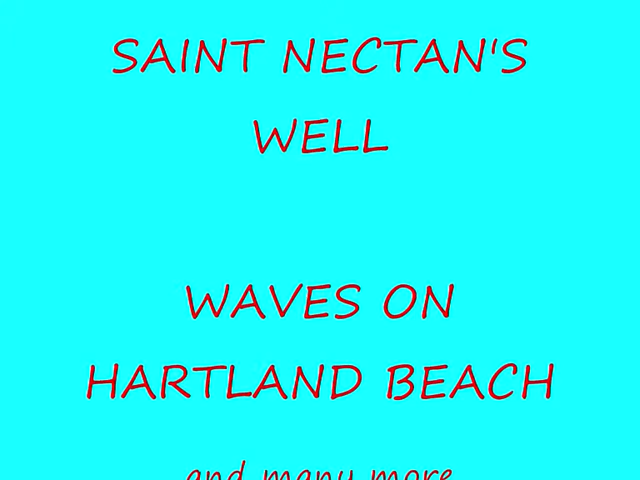 SAINT NECTAN'S
WELL
WAVES ON
HARTLAND BEACH
and many more